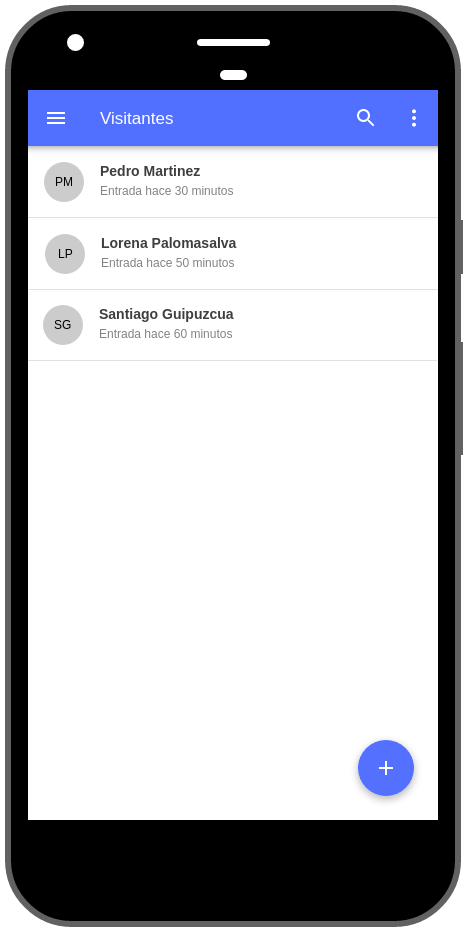 Visitantes
PM
Pedro Martinez
Entrada hace 30 minutos
LP
Lorena Palomasalva
Entrada hace 50 minutos
SG
Santiago Guipuzcua
Entrada hace 60 minutos